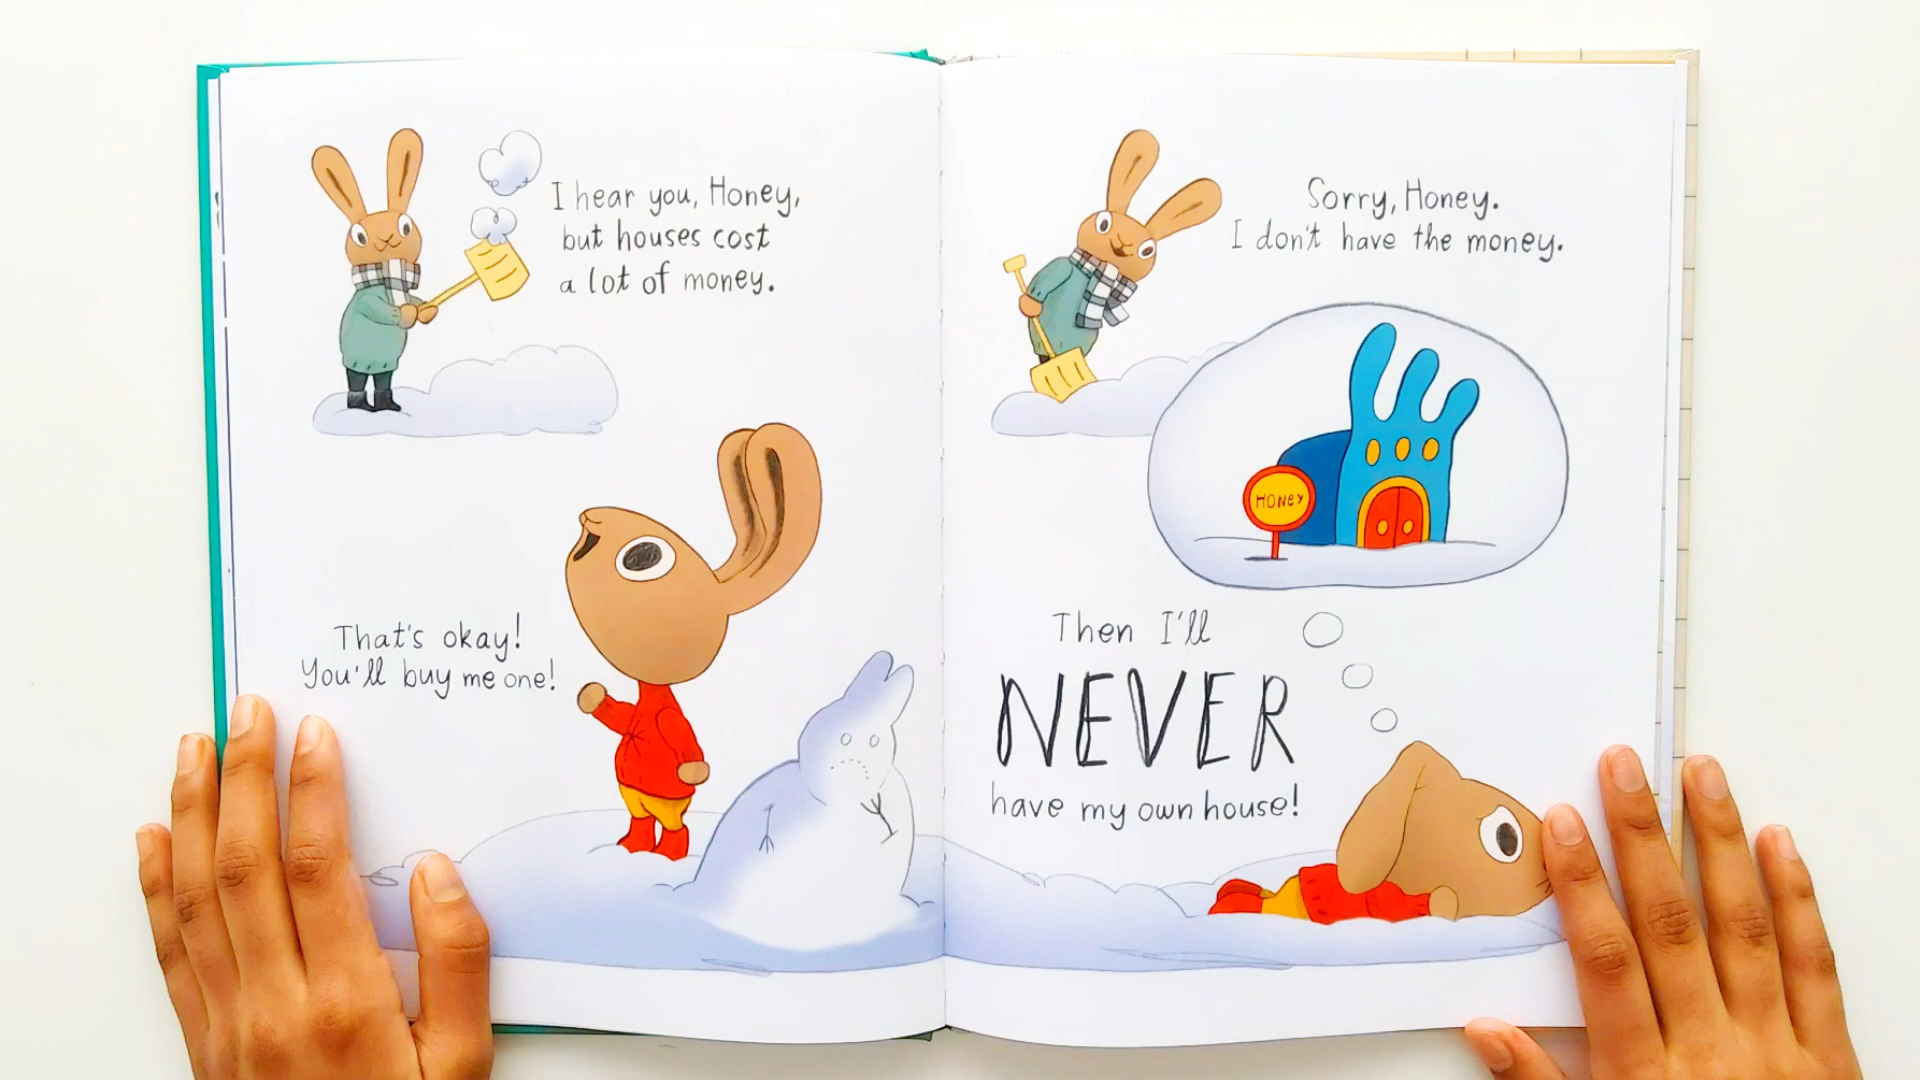 I hear you, Honey,
but houses cost
a lot of money.
That's okay!
You'll buy me one!
Sorry, Honey.
I don't have the money.
HONEY
Then I'll
NEVER
have my own house!